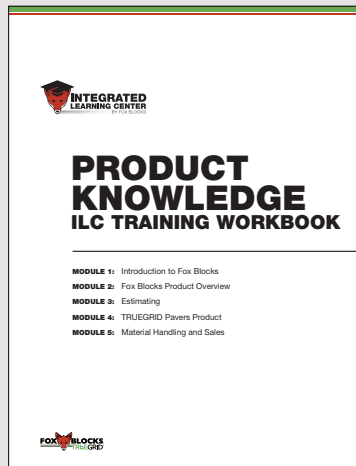 INTEGRATED
LEARNING CENTER
BY FOX BLOCKS
PRODUCT
KNOWLEDGE
ILC TRAINING WORKBOOK
MODULE 1: Introduction to Fox Blocks
MODULE 2: Fox Blocks Product Overview
MODULE 3: Estimating
MODULE 4: TRUEGRID Pavers Product
MODULE 5: Material Handling and Sales
FOX BLOCKS
TRUEGRID